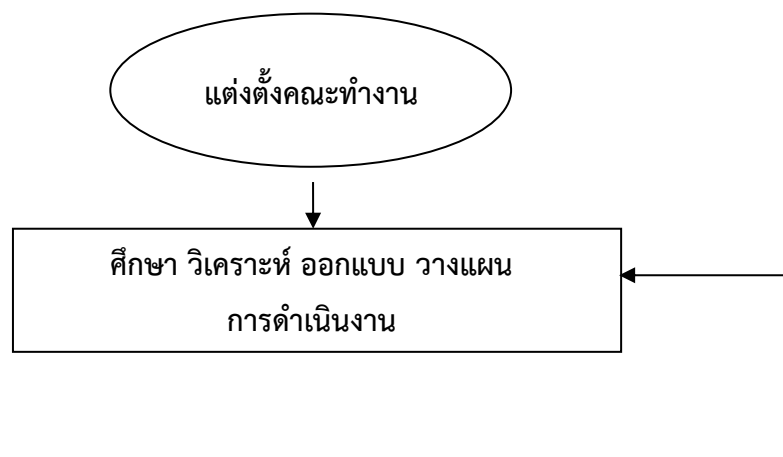 แต่งตั้งคณะทำงาน
ศึกษา วิเคราะห์ ออกแบบ วางแผน
การดำเนินงาน